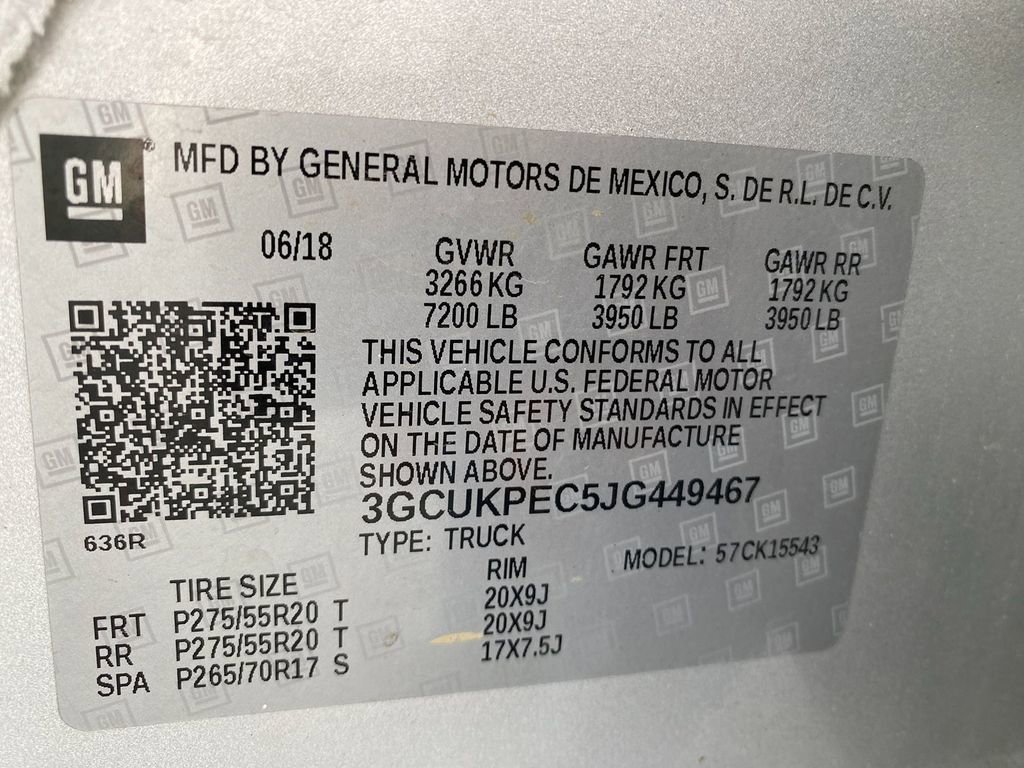 GM ® MFD BY GENERAL MOTORS DE MEXICO, S. DE R.L. DE C.V.
06/18 GVWR GAWR FRT GAWR RR
3266 KG 1792 KG 1792 KG
7200 LB 3950 LB 3950 LB
THIS VEHICLE CONFORMS TO ALL
APPLICABLE U.S. FEDERAL MOTOR
VEHICLE SAFETY STANDARDS IN EFFECT
ON THE DATE OF MANUFACTURE
SHOWN ABOVE.
3GCUKPEC5JG449467
636R TYPE: TRUCK MODEL: 57CK15543
TIRE SIZE RIM
FRT P275/55R20 T 20X9J
RR P275/55R20 T 20X9J
SPA P265/70R17 S 17X7.5J